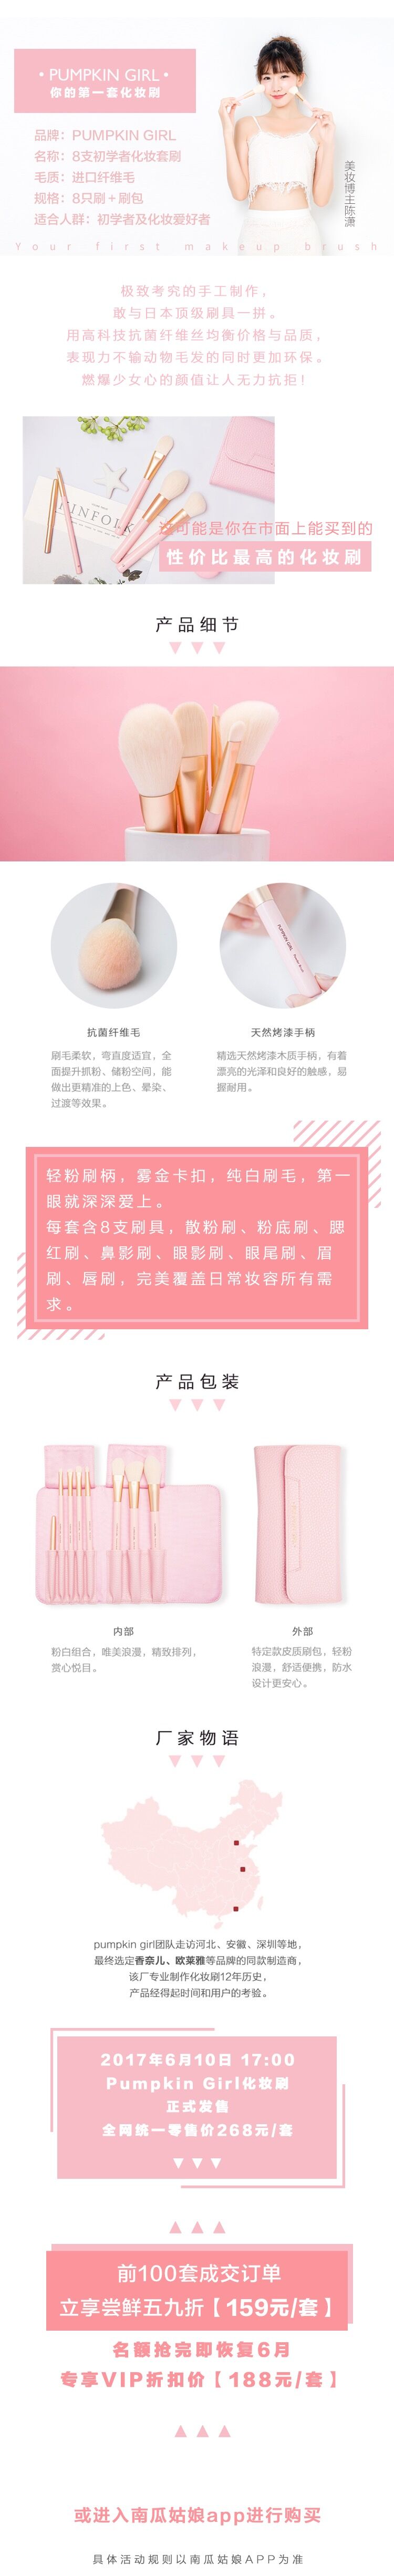 • PUMPKIN GIRL •
你的第一套化妆刷
品牌：PUMPKIN GIRL
名称：8支初学者化妆套刷
毛质：进口纤维毛
规格：8只刷＋刷包
适合人群：初学者及化妆爱好者
美妆博主陈潇
Your first makeup brush
极致考究的手工制作，
敢与日本顶级刷具一拼。
用高科技抗菌纤维丝均衡价格与品质，
表现力不输动物毛发的同时更加环保。
燃爆少女心的颜值让人无力抗拒！
INFOLK
这可能是你在市面上能买到的
性价比最高的化妆刷
产品细节
PUMPKIN GIRL
抗菌纤维毛
刷毛柔软，弯直度适宜，全
面提升抓粉、储粉空间，能
做出更精准的上色、晕染、
过渡等效果。
天然烤漆手柄
精选天然烤漆木质手柄，有着
漂亮的光泽和良好的触感，易
握耐用。
轻粉刷柄，雾金卡扣，纯白刷毛，第一
眼就深深爱上。
每套含8支刷具，散粉刷、粉底刷、腮
红刷、鼻影刷、眼影刷、眼尾刷、眉
刷、唇刷，完美覆盖日常妆容所有需
求。
产品包装
内部
粉白组合，唯美浪漫，精致排列，
赏心悦目。
外部
特定款皮质刷包，轻粉
浪漫，舒适便携，防水
设计更安心。
厂家物语
pumpkin girl团队走访河北、安徽、深圳等地，
最终选定香奈儿、欧莱雅等品牌的同款制造商，
该厂专业制作化妆刷12年历史，
产品经得起时间和用户的考验。
2017年6月10日 17:00
Pumpkin Girl化妆刷
正式发售
全网统一零售价268元/套
前100套成交订单
立享尝鲜五九折【159元/套】
名额抢完即恢复6月
专享VIP折扣价【188元/套】
或进入南瓜姑娘app进行购买
具体活动规则以南瓜姑娘APP为准